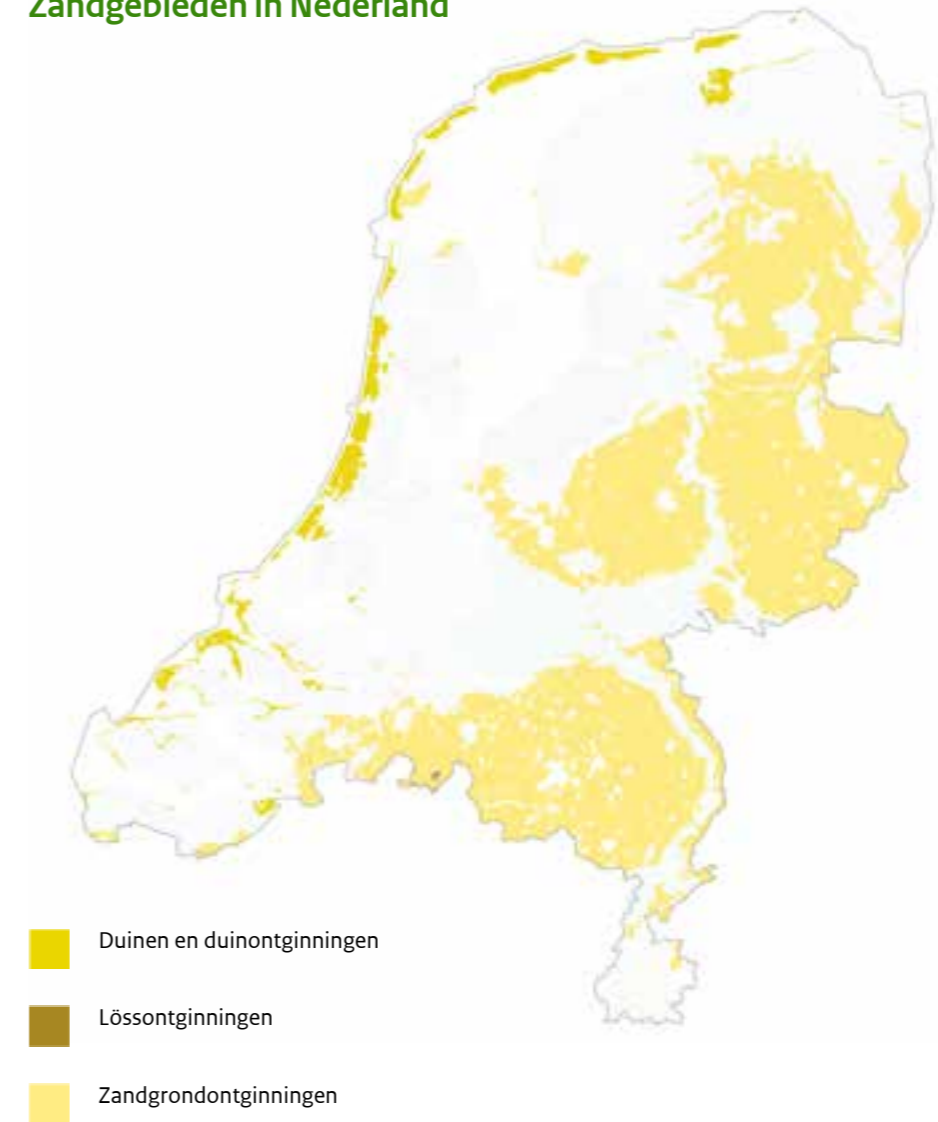 Zandgebieden in Nederland
Duinen en duinontginningen
Lössontginningen
Zandgrondontginningen